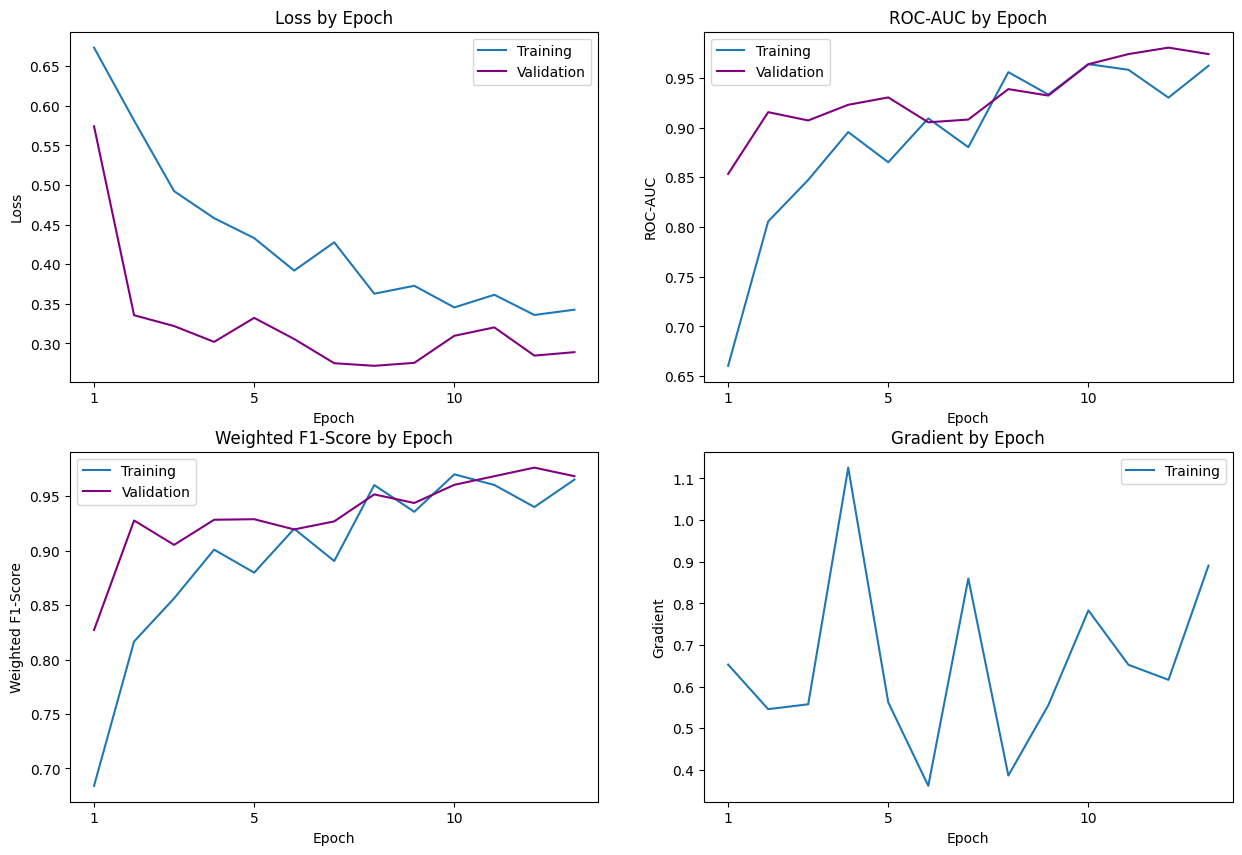 Loss by Epoch
Training
Validation
0.65
0.60
0.55
0.50
0.45
0.40
0.35
0.30
Loss
1
5
10
Epoch
ROC-AUC by Epoch
Training
Validation
0.95
0.90
0.85
0.80
0.75
0.70
0.65
ROC-AUC
1
5
10
Epoch
Weighted F1-Score by Epoch
Training
Validation
0.95
0.90
0.85
0.80
0.75
0.70
Weighted F1-Score
1
5
10
Epoch
Gradient by Epoch
Training
1.1
1.0
0.9
0.8
0.7
0.6
0.5
0.4
Gradient
1
5
10
Epoch